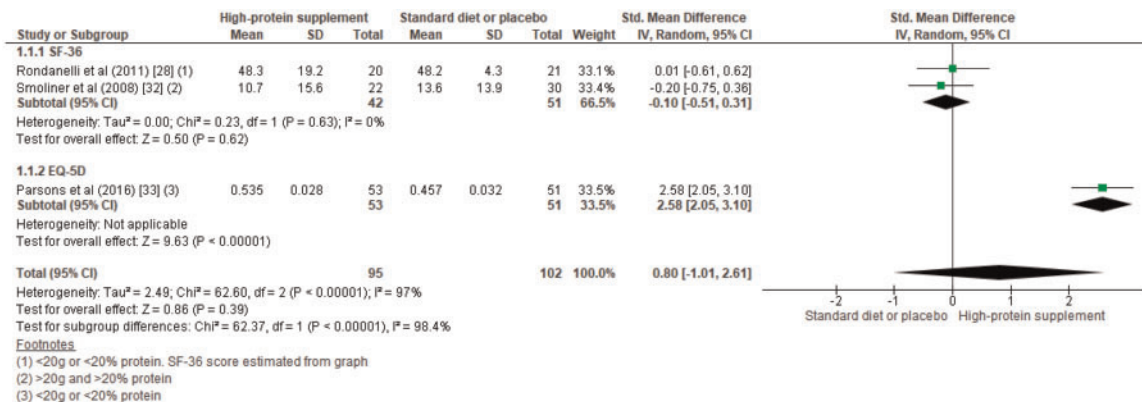 High-protein supplement Standard diet or placebo Std. Mean Difference Std. Mean Difference
Study or Subgroup Mean SD Total Mean SD Total Weight IV, Random, 95% CI IV, Random, 95% CI
1.1.1 SF-36
Rondanelli et al (2011) [28] (1) 48.3 19.2 20 48.2 4.3 21 33.1% 0.01 [-0.61, 0.62]
Smoliner et al (2008) [32] (2) 10.7 15.6 22 13.6 13.9 30 33.4% -0.20 [-0.75, 0.36]
Subtotal (95% CI) 42 51 66.5% -0.10 [-0.51, 0.31]
Heterogeneity: Tau² = 0.00; Chi² = 0.23, df = 1 (P = 0.63); I² = 0%
Test for overall effect: Z = 0.50 (P = 0.62)
1.1.2 EQ-5D
Parsons et al (2016) [33] (3) 0.535 0.028 53 0.457 0.032 51 33.5% 2.58 [2.05, 3.10]
Subtotal (95% CI) 53 51 33.5% 2.58 [2.05, 3.10]
Heterogeneity: Not applicable
Test for overall effect: Z = 9.63 (P < 0.00001)
Total (95% CI) 95 102 100.0% 0.80 [-1.01, 2.61]
Heterogeneity: Tau² = 2.49; Chi² = 62.60, df = 2 (P < 0.00001); I² = 97%
Test for overall effect: Z = 0.86 (P = 0.39)
Test for subgroup differences: Chi² = 62.37, df = 1 (P < 0.00001), I² = 98.4%
-2 -1 0 1 2
Standard diet or placebo High-protein supplement
Footnotes
(1) <20g or <20% protein. SF-36 score estimated from graph
(2) >20g and >20% protein
(3) <20g or <20% protein